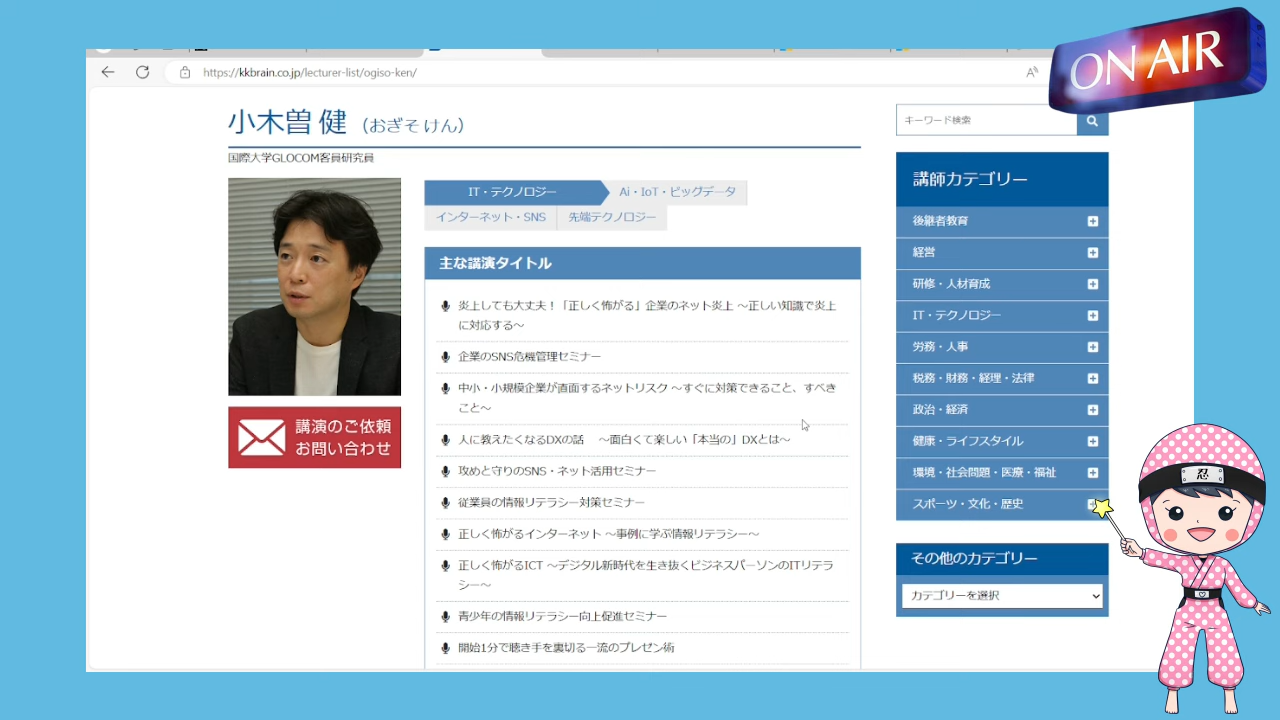 https://kkbrain.co.jp/lecturer-list/ogiso-ken/
ON AIR
小木曽 健 （おぎそ けん）
国際大学GLOCOM客員研究員
IT・テクノロジー
Ai・IoT・ビッグデータ
インターネット・SNS
先端テクノロジー
講演のご依頼
お問い合わせ
主な講演タイトル
炎上しても大丈夫！「正しく怖がる」企業のネット炎上 ～正しい知識で炎上
に対応する～
企業のSNS危機管理セミナー
中小・小規模企業が直面するネットリスク ～すぐに対策できること、すべき
こと～
人に教えたくなるDXの話　～面白くて楽しい「本当の」DXとは～
攻めと守りのSNS・ネット活用セミナー
従業員の情報リテラシー対策セミナー
正しく怖がるインターネット ～事例に学ぶ情報リテラシー～
正しく怖がるICT ～デジタル新時代を生き抜くビジネスパーソンのITリテラ
シー～
青少年の情報リテラシー向上促進セミナー
開始1分で聴き手を裏切る一流のプレゼン術
キーワード検索
講師カテゴリー
後継者教育
経営
研修・人材育成
IT・テクノロジー
労務・人事
税務・財務・経理・法律
政治・経済
健康・ライフスタイル
環境・社会問題・医療・福祉
スポーツ・文化・歴史
その他のカテゴリー
カテゴリーを選択
忍